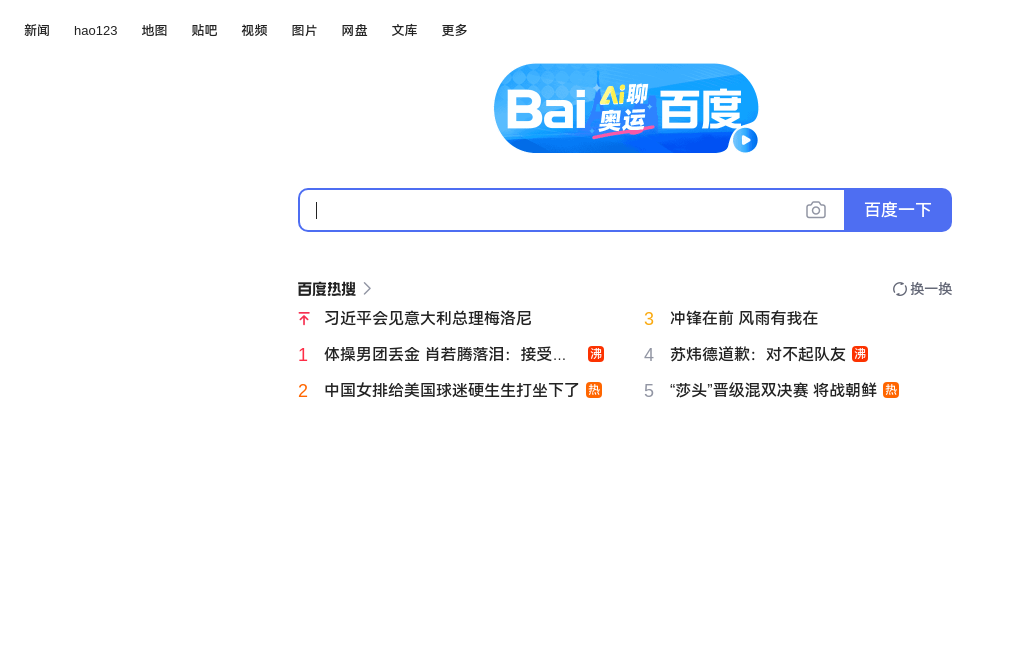 新闻 hao123 地图 贴吧 视频 图片 网盘 文库 更多
Bai Ai聊奥运 百度
百度一下
百度热搜
换一换
习近平会见意大利总理梅洛尼
1 体操男团丢金 肖若腾落泪：接受... 沸
2 中国女排给美国球迷硬生生打坐下了 热
3 冲锋在前 风雨有我在
4 苏炜德道歉：对不起队友 沸
5 “莎头”晋级混双决赛 将战朝鲜 热